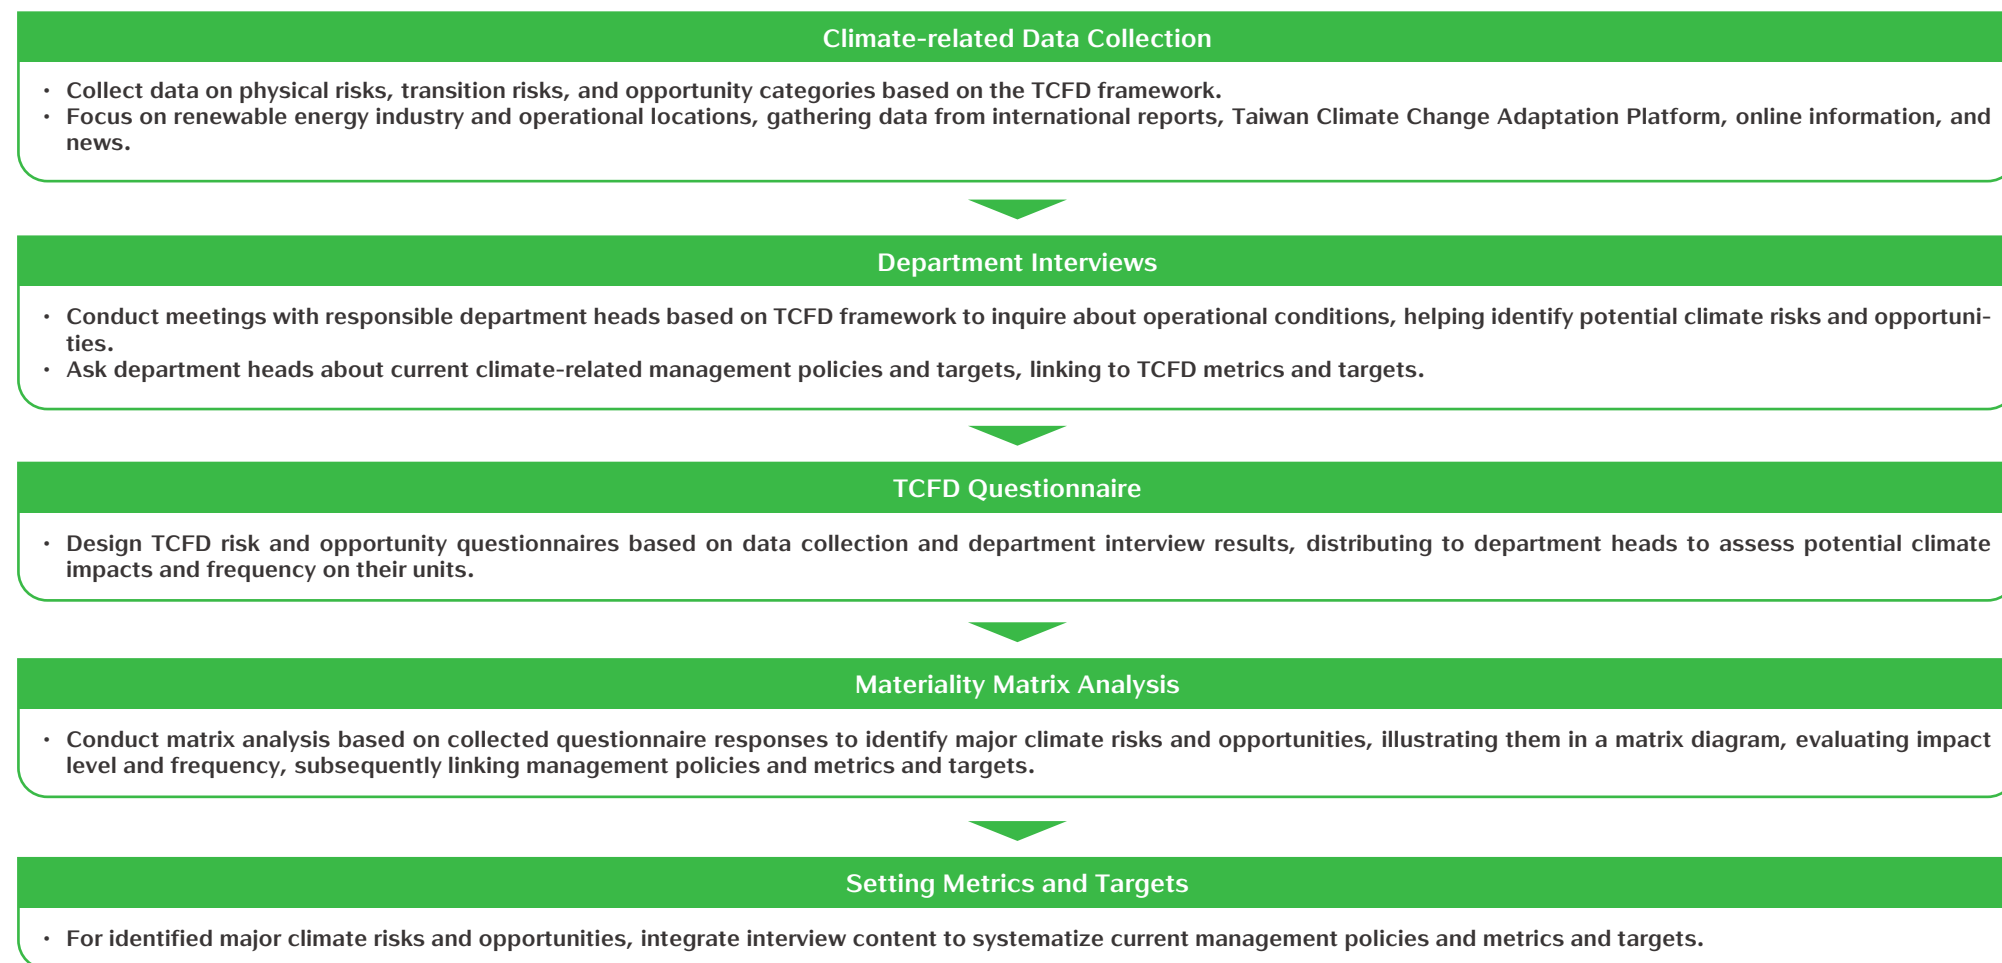 Climate-related Data Collection
・ Collect data on physical risks, transition risks, and opportunity categories based on the TCFD framework.
・ Focus on renewable energy industry and operational locations, gathering data from international reports, Taiwan Climate Change Adaptation Platform, online information, and
news.
Department Interviews
・ Conduct meetings with responsible department heads based on TCFD framework to inquire about operational conditions, helping identify potential climate risks and opportuni-
ties.
・ Ask department heads about current climate-related management policies and targets, linking to TCFD metrics and targets.
TCFD Questionnaire
・ Design TCFD risk and opportunity questionnaires based on data collection and department interview results, distributing to department heads to assess potential climate
impacts and frequency on their units.
Materiality Matrix Analysis
・ Conduct matrix analysis based on collected questionnaire responses to identify major climate risks and opportunities, illustrating them in a matrix diagram, evaluating impact
level and frequency, subsequently linking management policies and metrics and targets.
Setting Metrics and Targets
・ For identified major climate risks and opportunities, integrate interview content to systematize current management policies and metrics and targets.